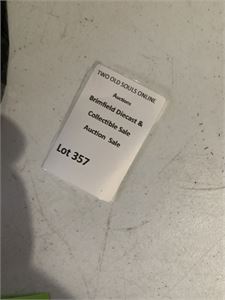 TWO OLD SOULS ONLINE
Auctions
Brimfield Diecast &
Collectible Sale
Auction Sale
Lot 357